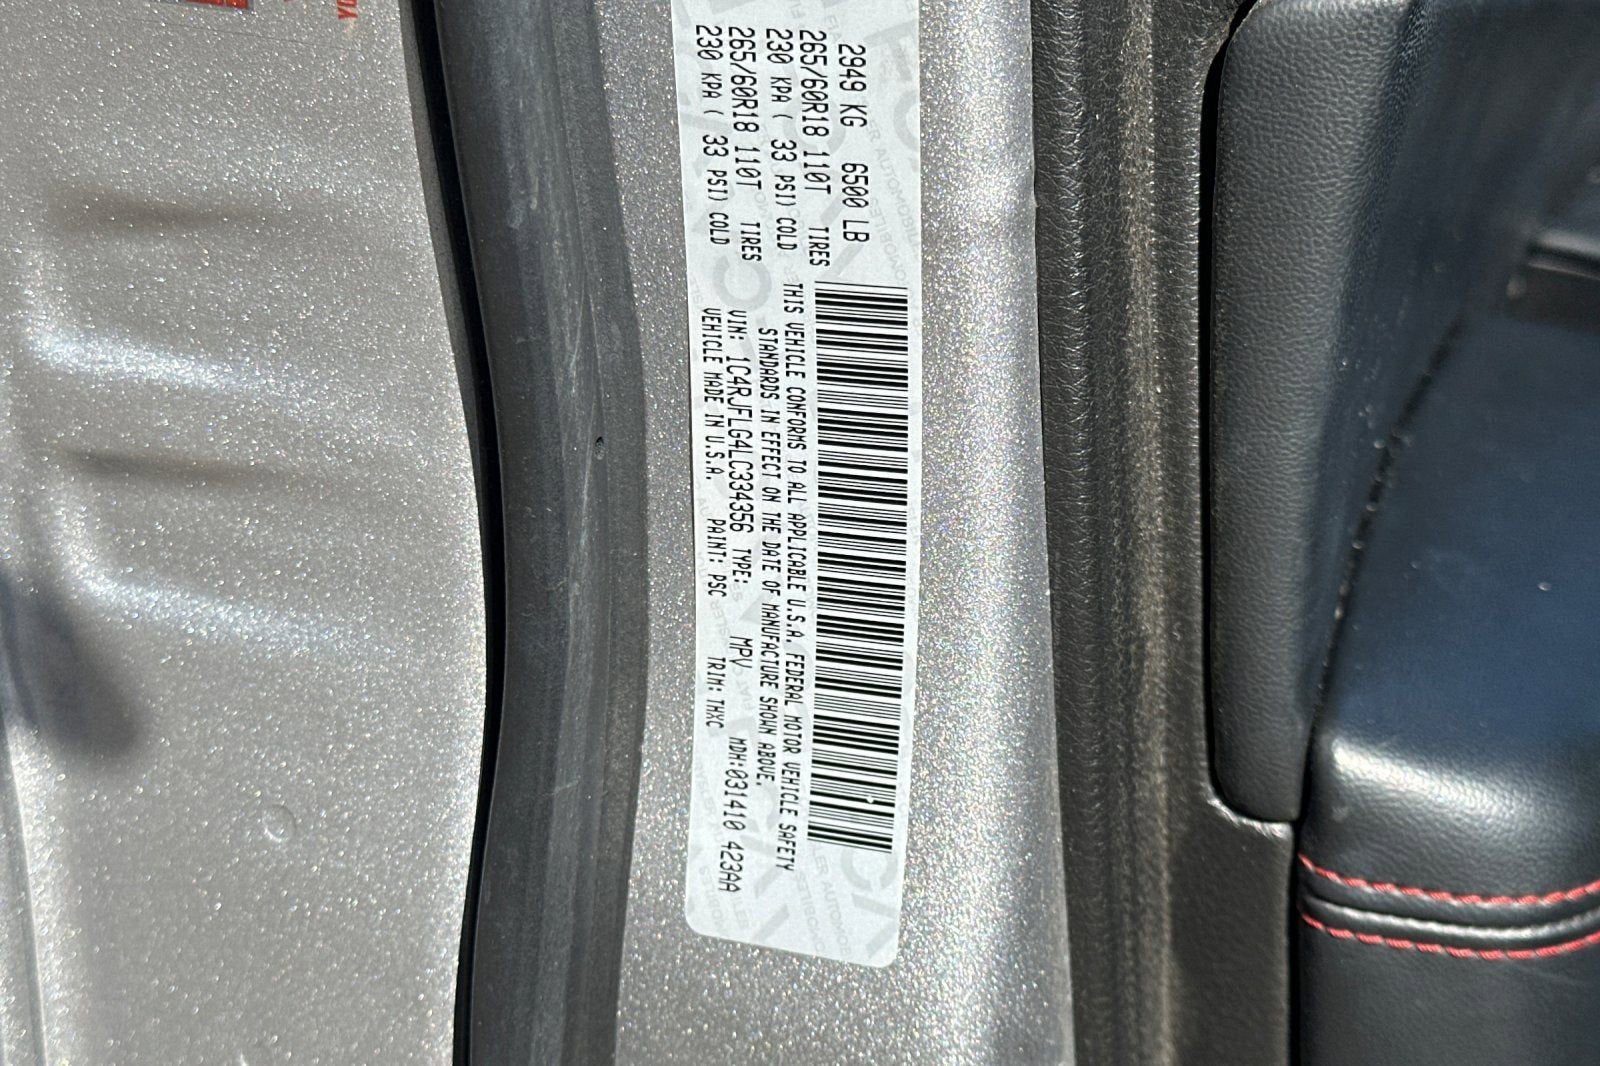 2949 KG 6500 LB
265/60R18 110T TIRES
230 KPA ( 33 PSI) COLD
265/60R18 110T TIRES
230 KPA ( 33 PSI) COLD
THIS VEHICLE CONFORMS TO ALL APPLICABLE U.S.A. FEDERAL MOTOR VEHICLE SAFETY
STANDARDS IN EFFECT ON THE DATE OF MANUFACTURE SHOWN ABOVE.
VIN: 1C4RJFLG4LC334356 TYPE: MPV MDH:031410 423AA
VEHICLE MADE IN U.S.A. PAINT: PSC TRIM: THXC